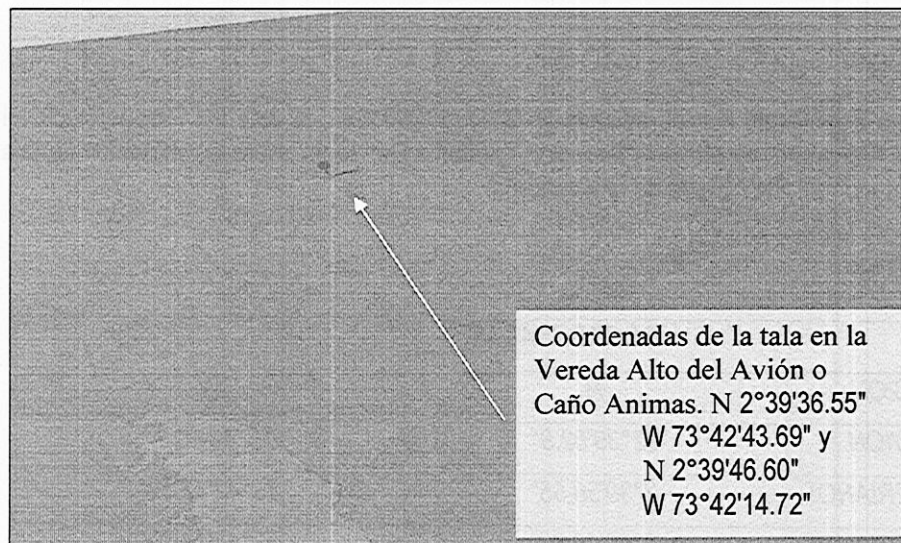 Coordenadas de la tala en la
Vereda Alto del Avión o
Caño Animas. N 2°39'36.55"
W 73°42'43.69" y
N 2°39'46.60"
W 73°42'14.72"